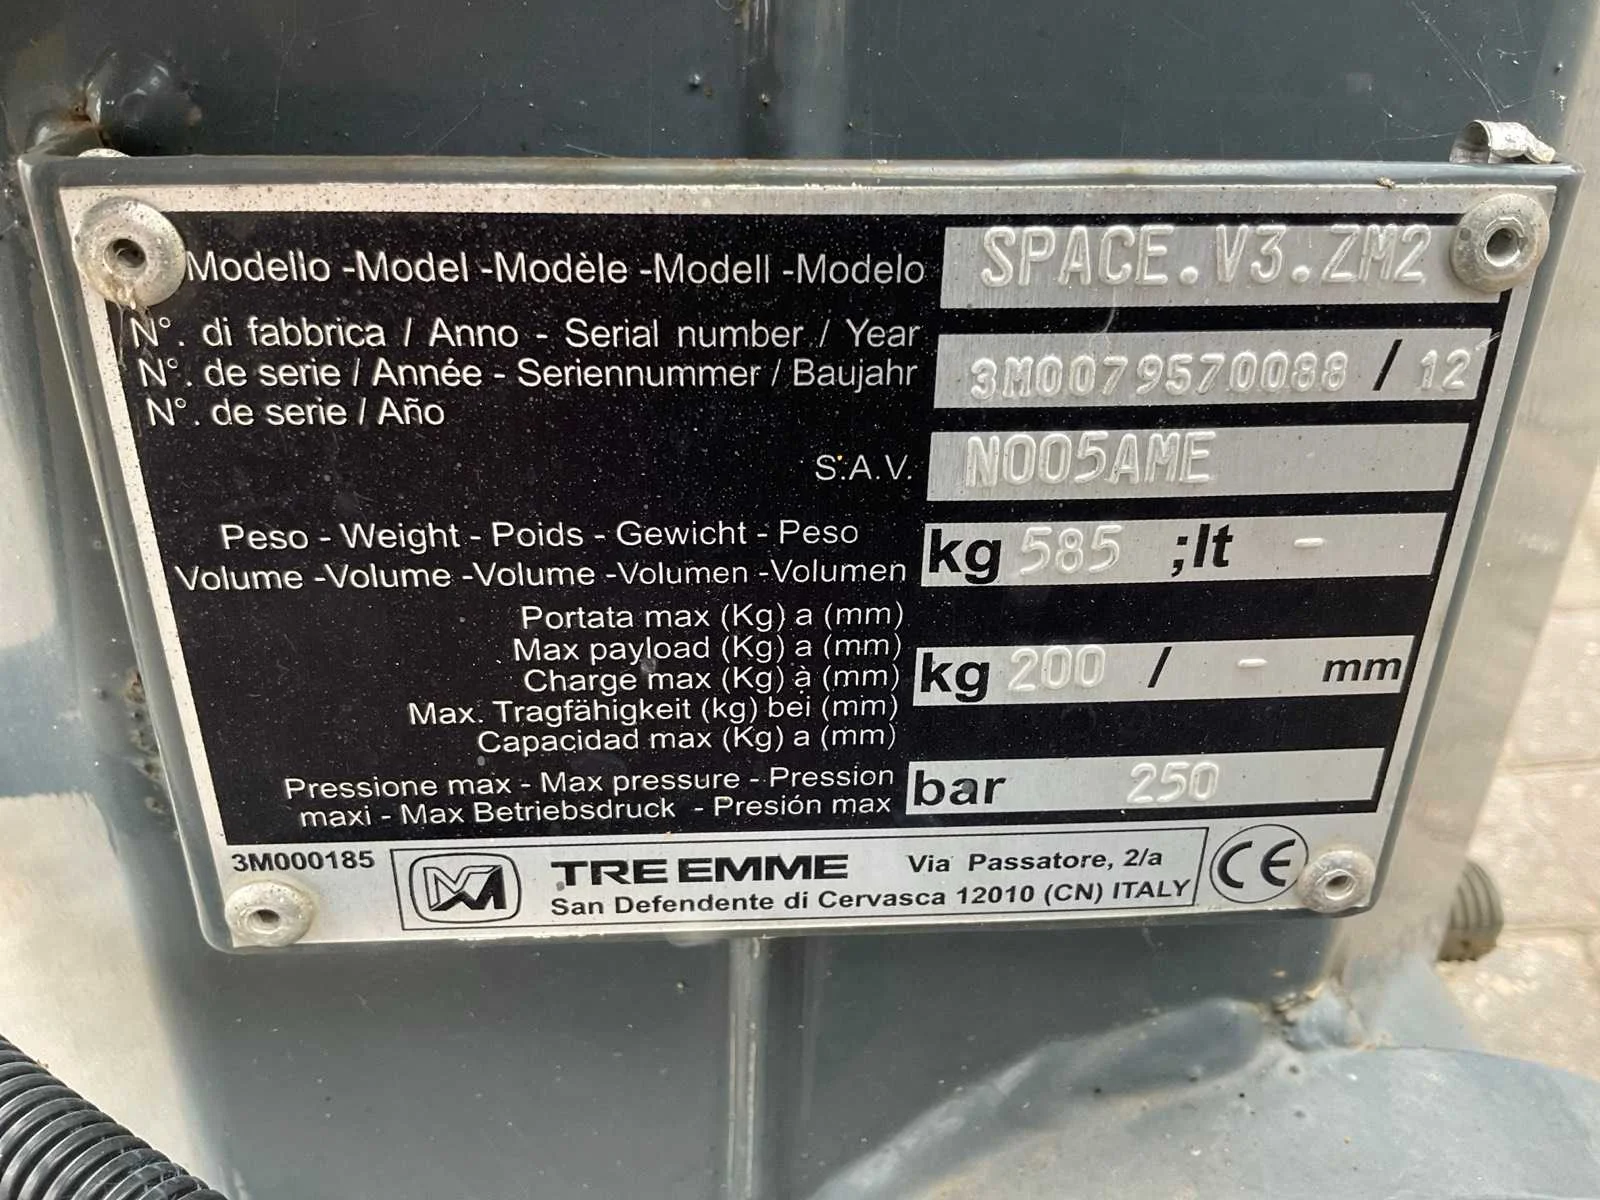 Modello -Model -Modèle -Modell -Modelo SPACE.V3.ZM2
N°. di fabbrica / Anno - Serial number / Year
N°. de serie / Année - Seriennummer / Baujahr 3M0079570088 / 12
N°. de serie / Año
S.A.V. N005AME
Peso - Weight - Poids - Gewicht - Peso
Volume -Volume -Volume -Volumen -Volumen kg 585 ;lt -
Portata max (Kg) a (mm)
Max payload (Kg) a (mm)
Charge max (Kg) à (mm) kg 200 / - mm
Max. Tragfähigkeit (kg) bei (mm)
Capacidad max (Kg) a (mm)
Pressione max - Max pressure - Pression
maxi - Max Betriebsdruck - Presión max bar 250
3M000185 TRE EMME Via Passatore, 2/a CE
San Defendente di Cervasca 12010 (CN) ITALY